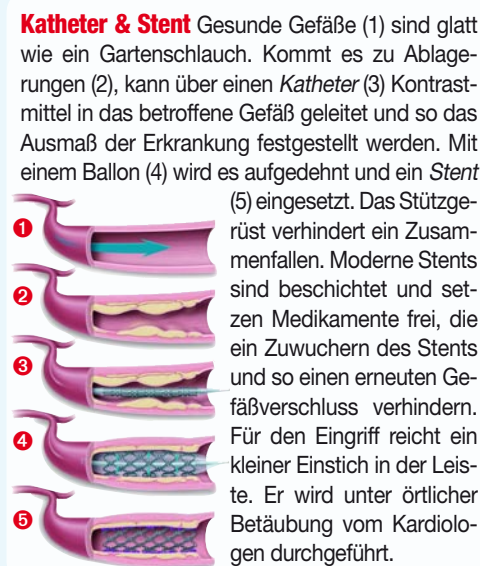 Katheter & Stent Gesunde Gefäße (1) sind glatt
wie ein Gartenschlauch. Kommt es zu Ablage-
rungen (2), kann über einen Katheter (3) Kontrast-
mittel in das betroffene Gefäß geleitet und so das
Ausmaß der Erkrankung festgestellt werden. Mit
einem Ballon (4) wird es aufgedehnt und ein Stent
(5) eingesetzt. Das Stützge-
rüst verhindert ein Zusam-
menfallen. Moderne Stents
sind beschichtet und set-
zen Medikamente frei, die
ein Zuwuchern des Stents
und so einen erneuten Ge-
fäßverschluss verhindern.
Für den Eingriff reicht ein
kleiner Einstich in der Leis-
te. Er wird unter örtlicher
Betäubung vom Kardiolo-
gen durchgeführt.
1
2
3
4
5